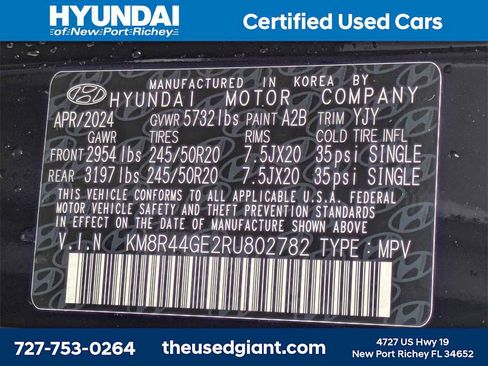 HYUNDAI
of New Port Richey
Certified Used Cars
MANUFACTURED IN KOREA BY
HYUNDAI MOTOR COMPANY
APR/2024 GVWR 5732lbs PAINT A2B TRIM YJY
GAWR TIRES RIMS COLD TIRE INFL.
FRONT 2954lbs 245/50R20 7.5JX20 35psi SINGLE
REAR 3197lbs 245/50R20 7.5JX20 35psi SINGLE
THIS VEHICLE CONFORMS TO ALL APPLICABLE U.S.A. FEDERAL
MOTOR VEHICLE SAFETY AND THEFT PREVENTION STANDARDS
IN EFFECT ON THE DATE OF MANUFACTURE SHOWN ABOVE.
V.I.N KM8R44GE2RU802782 TYPE: MPV
727-753-0264
theusedgiant.com
4727 US Hwy 19
New Port Richey FL 34652